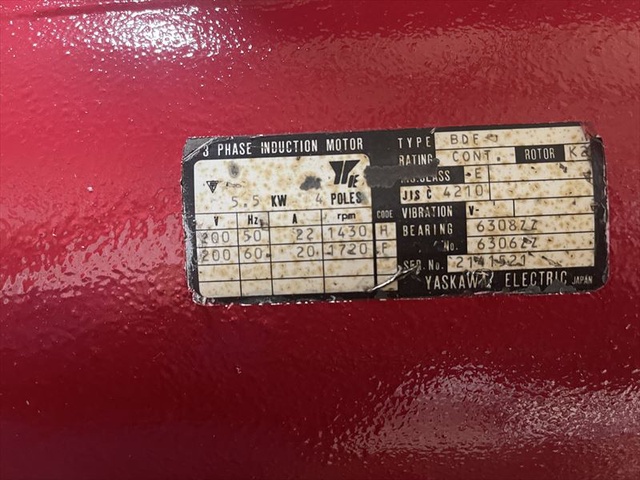 3 PHASE INDUCTION MOTOR
5.5 KW 4 POLES
V Hz A rpm CODE
200 50 22 1430 H
200 60 20 1720 F
TYPE BDE
RATING CONT. ROTOR K2
INS.CLASS E
JIS C 4210
VIBRATION V-
BEARING 6308ZZ
No. 6306ZZ
SER.No. 2141521
YASKAWA ELECTRIC JAPAN